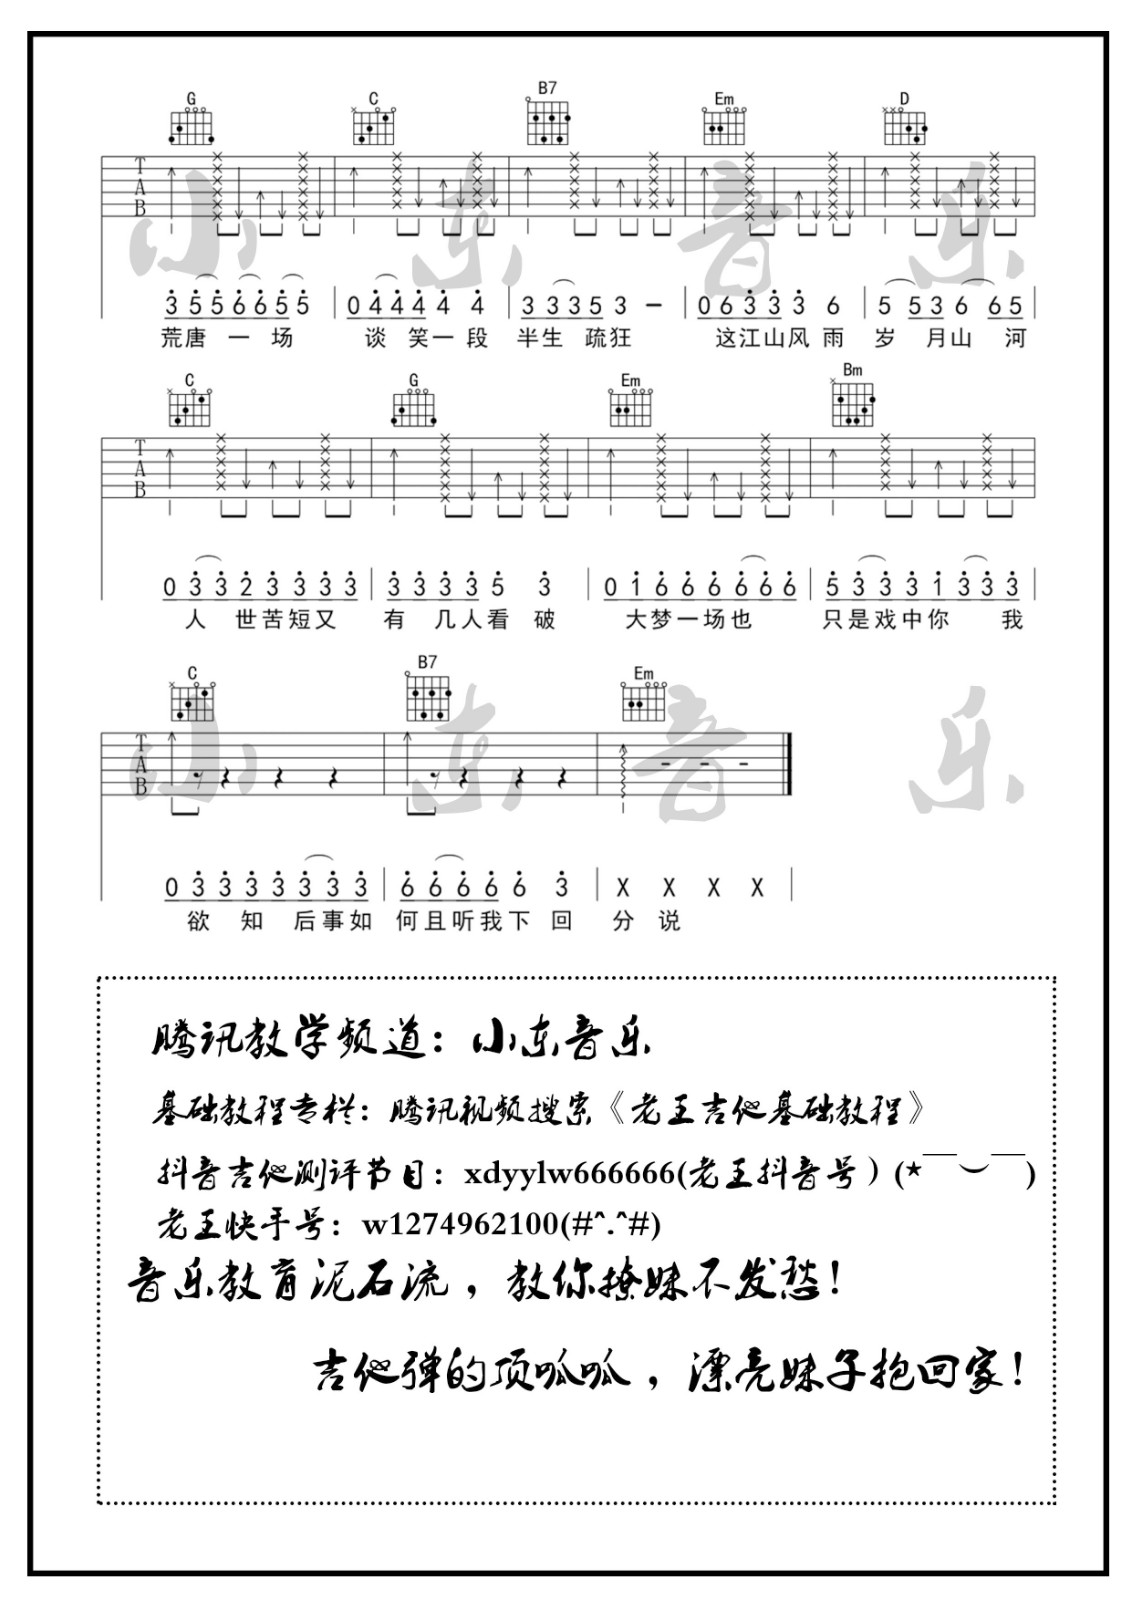 G C B7 Em D
T
A
B
小东音乐
3 5 5 6 6 5 5 | 0 4 4 4 4 4 | 3 3 3 5 3 – | 0 6 3 3 3 6 | 5 5 3 6 6 5 |
荒唐一场 谈笑一段 半生疏狂 这江山风雨 岁月山河
C G Em Bm
T
A
B
0 3 3 2 3 3 3 3 | 3 3 3 3 5 3 | 0 1 6 6 6 6 6 6 | 5 3 3 3 1 3 3 3 |
人世苦短又 有几人看破 大梦一场也 只是戏中你我
C B7 Em
T
A
B
小东音乐
0 3 3 3 3 3 3 3 | 6 6 6 6 6 3 | X X X X |
欲知后事如 何且听我下回 分说
腾讯教学频道：小东音乐
基础教程专栏：腾讯视频搜索《老王吉他基础教程》
抖音吉他测评节目：xdyylw666666(老王抖音号）(★￣⌣￣)
老王快手号：w1274962100(#^.^#)
音乐教育泥石流，教你撩妹不发愁！
吉他弹的顶呱呱，漂亮妹子抱回家！